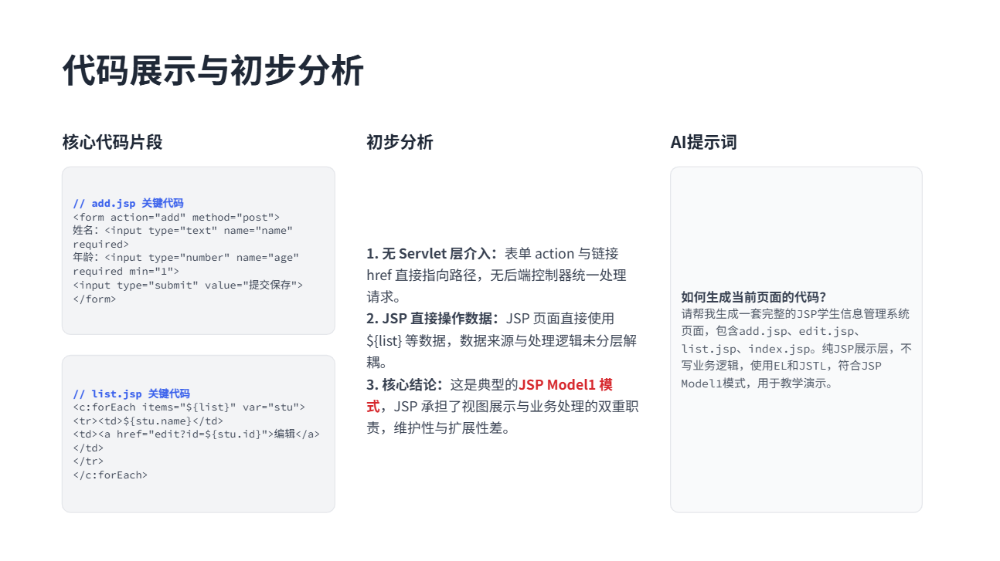 代码展示与初步分析
核心代码片段
// add.jsp 关键代码
<form action="add" method="post">
姓名：<input type="text" name="name"
required>
年龄：<input type="number" name="age"
required min="1">
<input type="submit" value="提交保存">
</form>
// list.jsp 关键代码
<c:forEach items="${list}" var="stu">
<tr><td>${stu.name}</td>
<td><a href="edit?id=${stu.id}">编辑</a>
</td>
</tr>
</c:forEach>
初步分析
1. 无 Servlet 层介入：表单 action 与链接
href 直接指向路径，无后端控制器统一处理
请求。
2. JSP 直接操作数据：JSP 页面直接使用
${list} 等数据，数据来源与处理逻辑未分层解
耦。
3. 核心结论：这是典型的JSP Model1 模
式，JSP 承担了视图展示与业务处理的双重职
责，维护性与扩展性差。
AI提示词
如何生成当前页面的代码？
请帮我生成一套完整的JSP学生信息管理系统
页面，包含add.jsp、edit.jsp、
list.jsp、index.jsp。纯JSP展示层，不
写业务逻辑，使用EL和JSTL，符合JSP
Model1模式，用于教学演示。